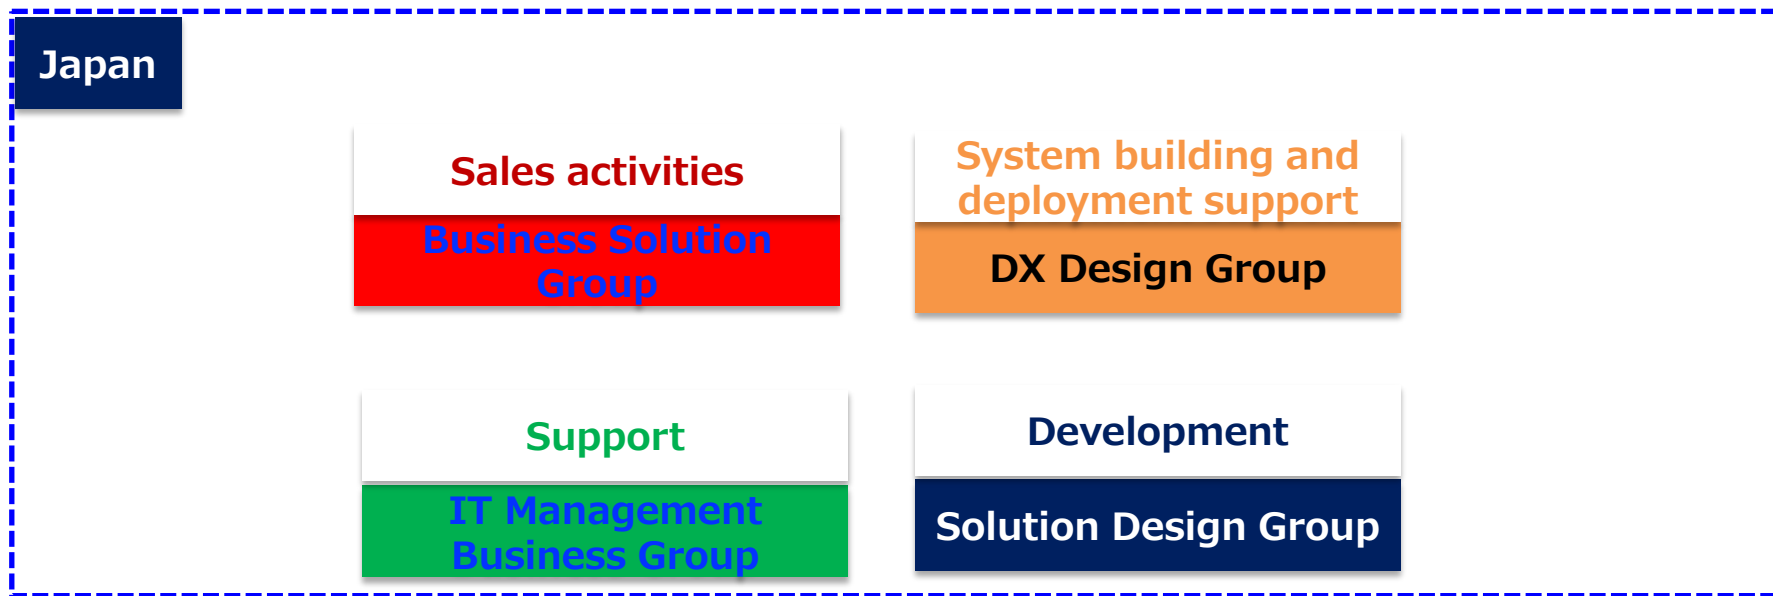 Japan
Sales activities
Business Solution
Group
System building and
deployment support
DX Design Group
Support
IT Management
Business Group
Development
Solution Design Group